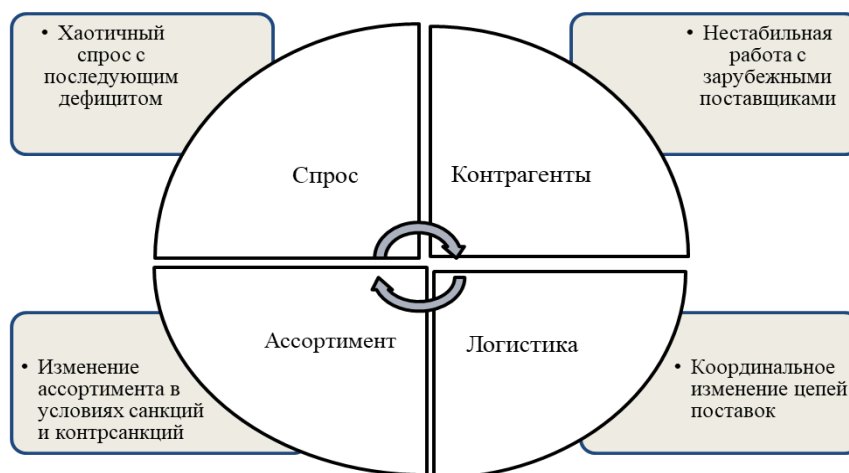 • Хаотичный
спрос с
последующим
дефицитом
• Нестабильная
работа с
зарубежными
поставщиками
Спрос
Контрагенты
Ассортимент
Логистика
• Изменение
ассортимента в
условиях санкций
и контрсанкций
• Координальное
изменение цепей
поставок